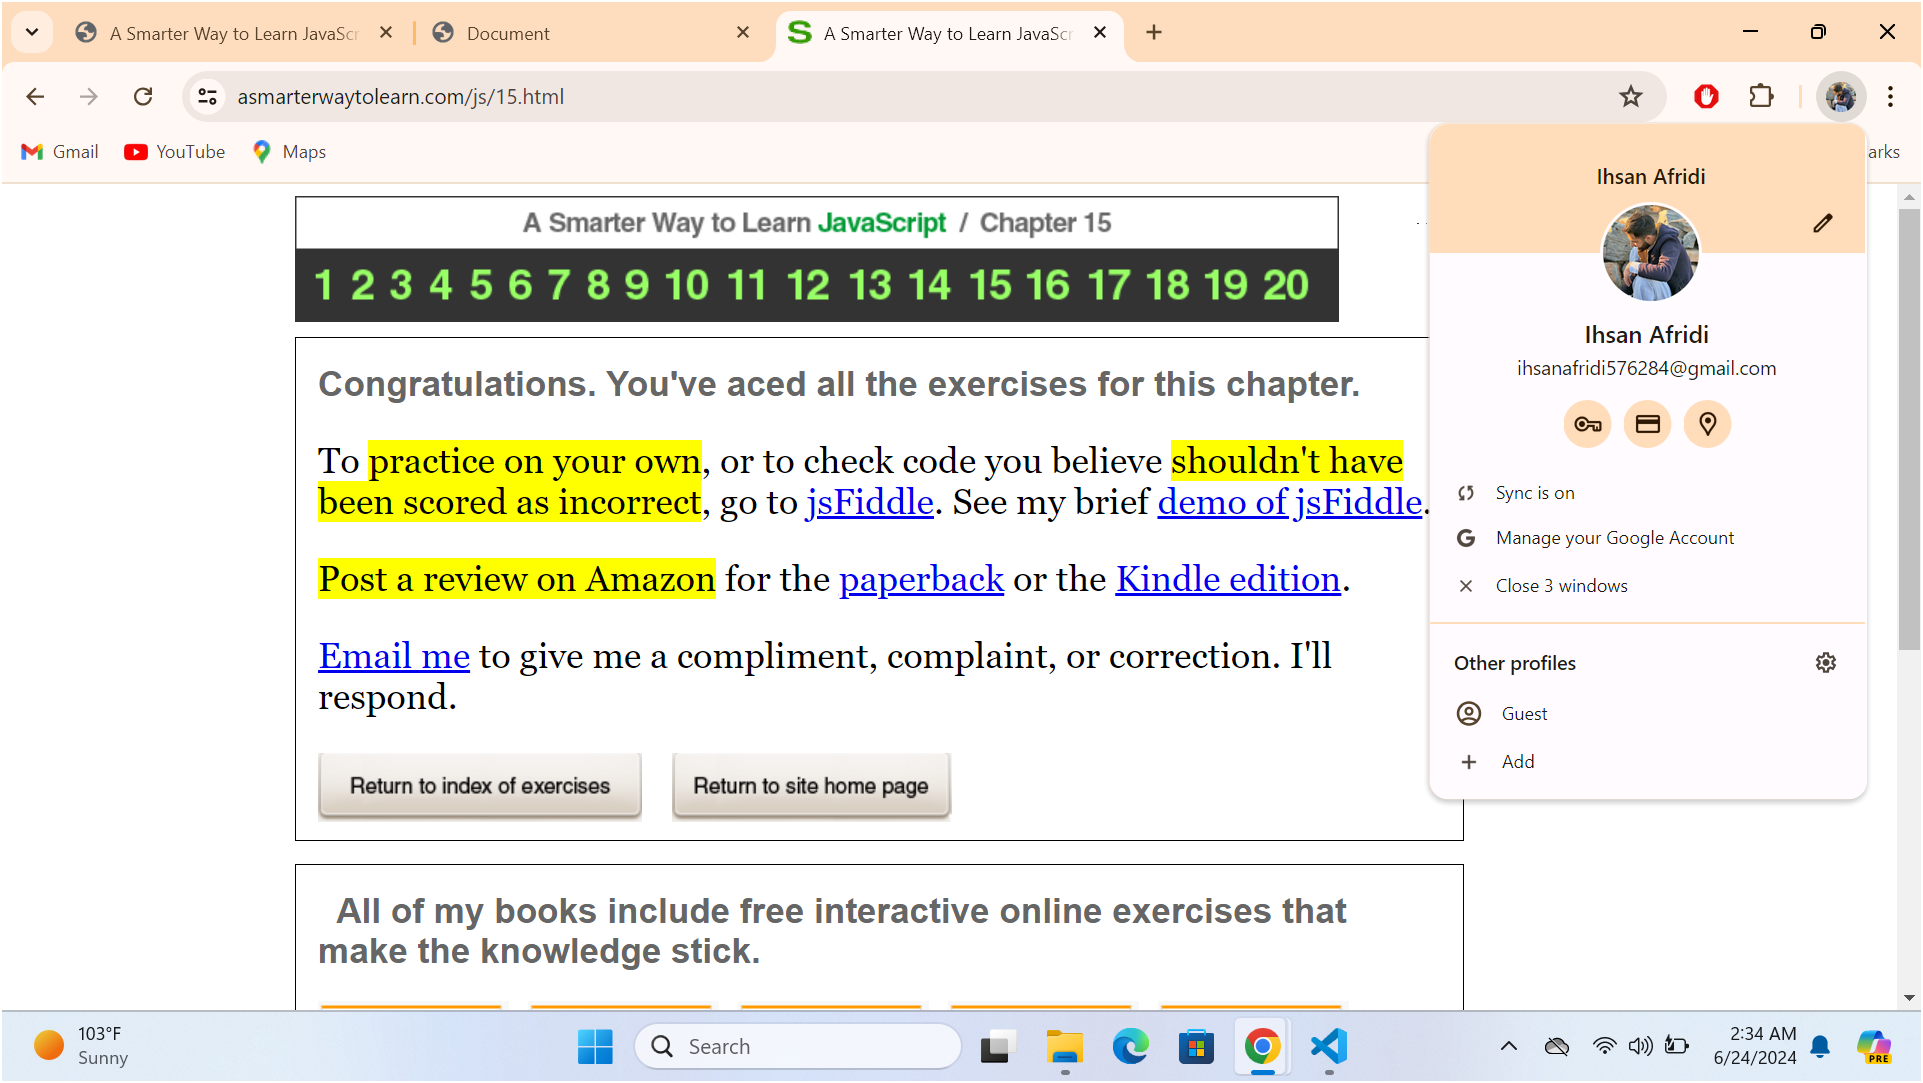 A Smarter Way to Learn JavaScr
Document
A Smarter Way to Learn JavaScr
asmarterwaytolearn.com/js/15.html
Gmail
YouTube
Maps
arks
A Smarter Way to Learn JavaScript / Chapter 15
1 2 3 4 5 6 7 8 9 10 11 12 13 14 15 16 17 18 19 20
Congratulations. You've aced all the exercises for this chapter.
To practice on your own, or to check code you believe shouldn't have
been scored as incorrect, go to jsFiddle. See my brief demo of jsFiddle.
Post a review on Amazon for the paperback or the Kindle edition.
Email me to give me a compliment, complaint, or correction. I'll
respond.
Return to index of exercises
Return to site home page
All of my books include free interactive online exercises that
make the knowledge stick.
Ihsan Afridi
Ihsan Afridi
ihsanafridi576284@gmail.com
Sync is on
Manage your Google Account
Close 3 windows
Other profiles
Guest
Add
103°F
Sunny
Search
2:34 AM
6/24/2024
PRE